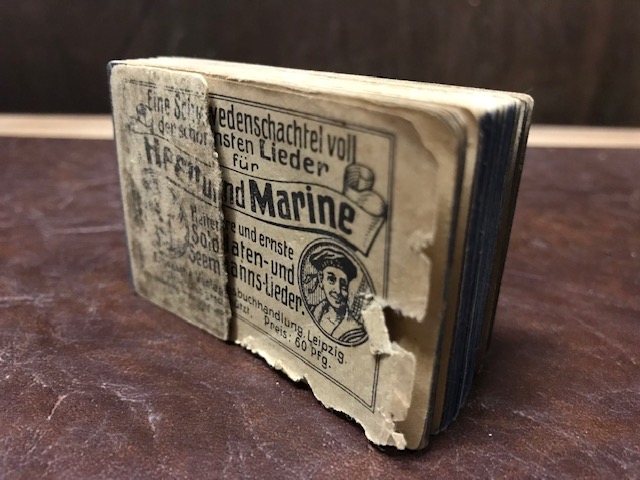 Eine Schwedenschachtel voll
der schönsten Lieder
für
Heer und Marine
Heitere und ernste
Soldaten- und
Seemanns-Lieder.
buchhandlung, Leipzig.
Preis: 60 Pfg.